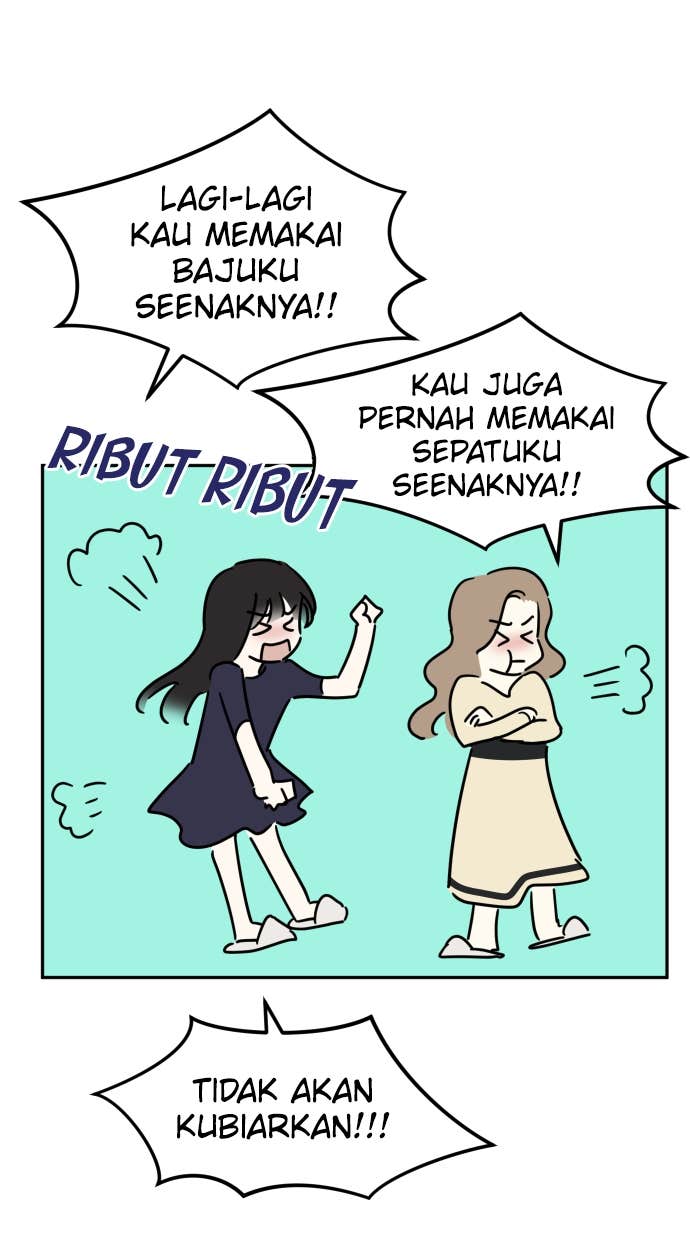 LAGI-LAGI
KAU MEMAKAI
BAJUKU
SEENAKNYA!!
KAU JUGA
PERNAH MEMAKAI
SEPATUKU
SEENAKNYA!!
RIBUT RIBUT
TIDAK AKAN
KUBIARKAN!!!